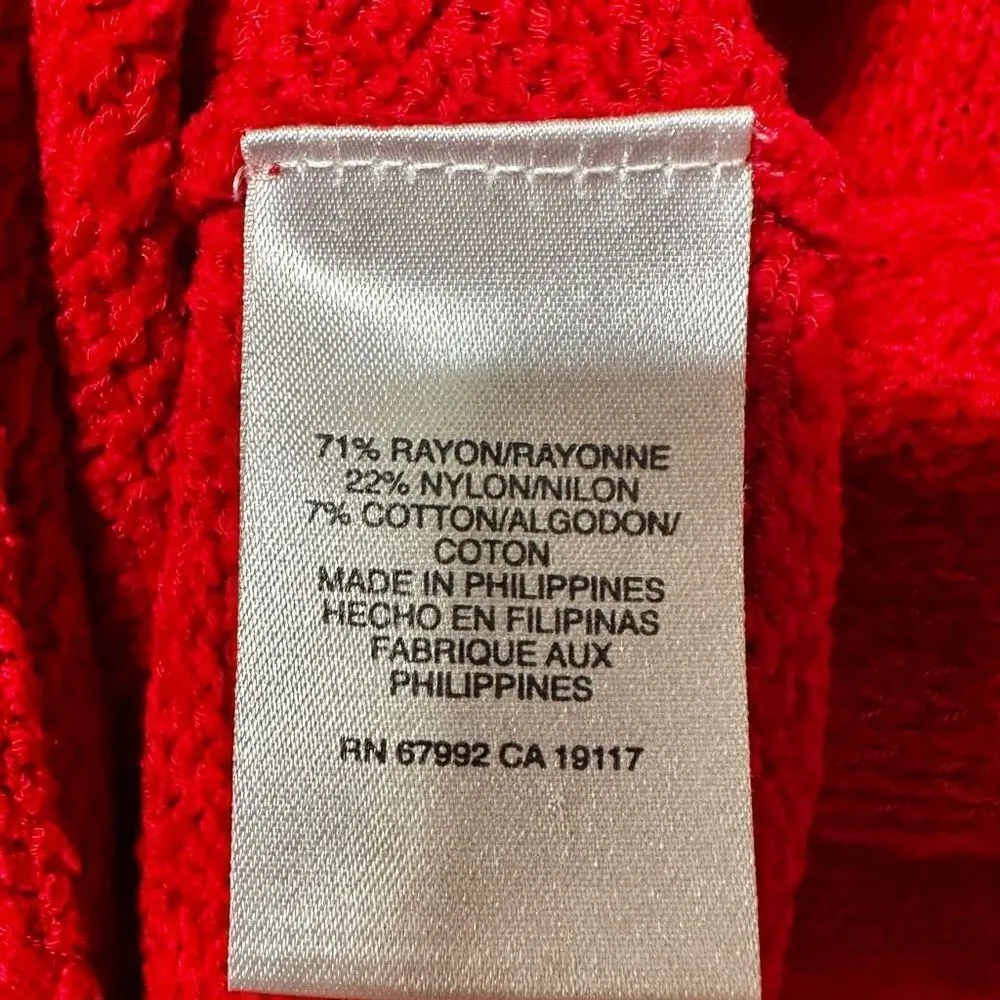 71% RAYON/RAYONNE
22% NYLON/NILON
7% COTTON/ALGODON/
COTON
MADE IN PHILIPPINES
HECHO EN FILIPINAS
FABRIQUE AUX
PHILIPPINES
RN 67992 CA 19117